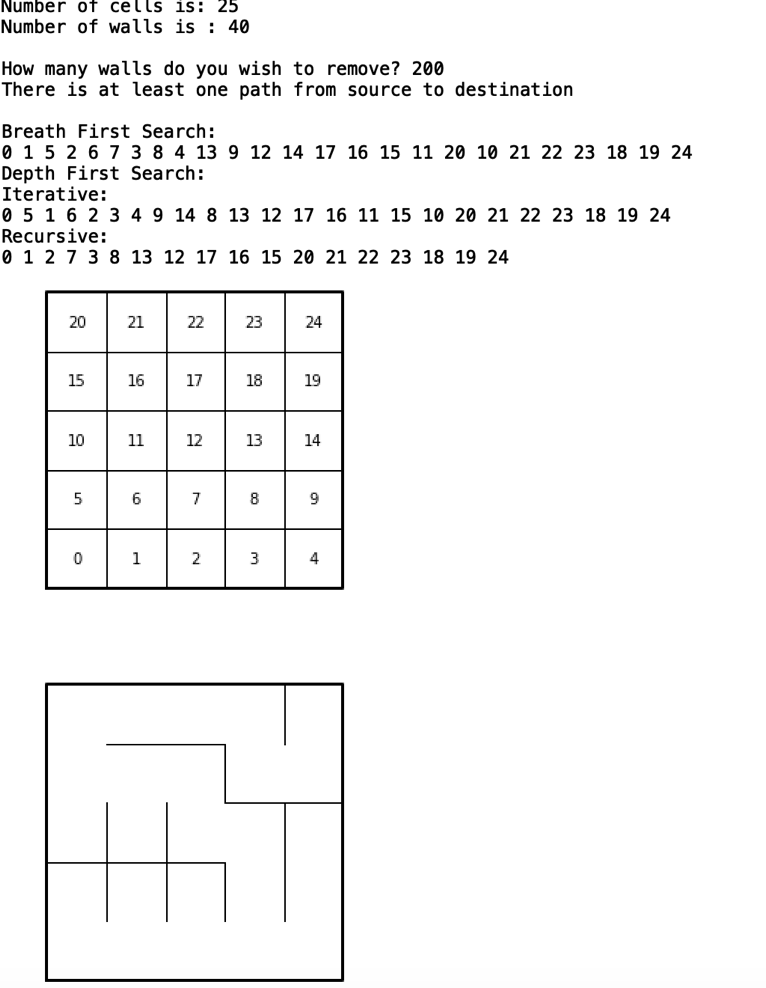 Number of cells is: 25
Number of walls is : 40
How many walls do you wish to remove? 200
There is at least one path from source to destination
Breath First Search:
0 1 5 2 6 7 3 8 4 13 9 12 14 17 16 15 11 20 10 21 22 23 18 19 24
Depth First Search:
Iterative:
0 5 1 6 2 3 4 9 14 8 13 12 17 16 11 15 10 20 21 22 23 18 19 24
Recursive:
0 1 2 7 3 8 13 12 17 16 15 20 21 22 23 18 19 24
20 21 22 23 24
15 16 17 18 19
10 11 12 13 14
5 6 7 8 9
0 1 2 3 4